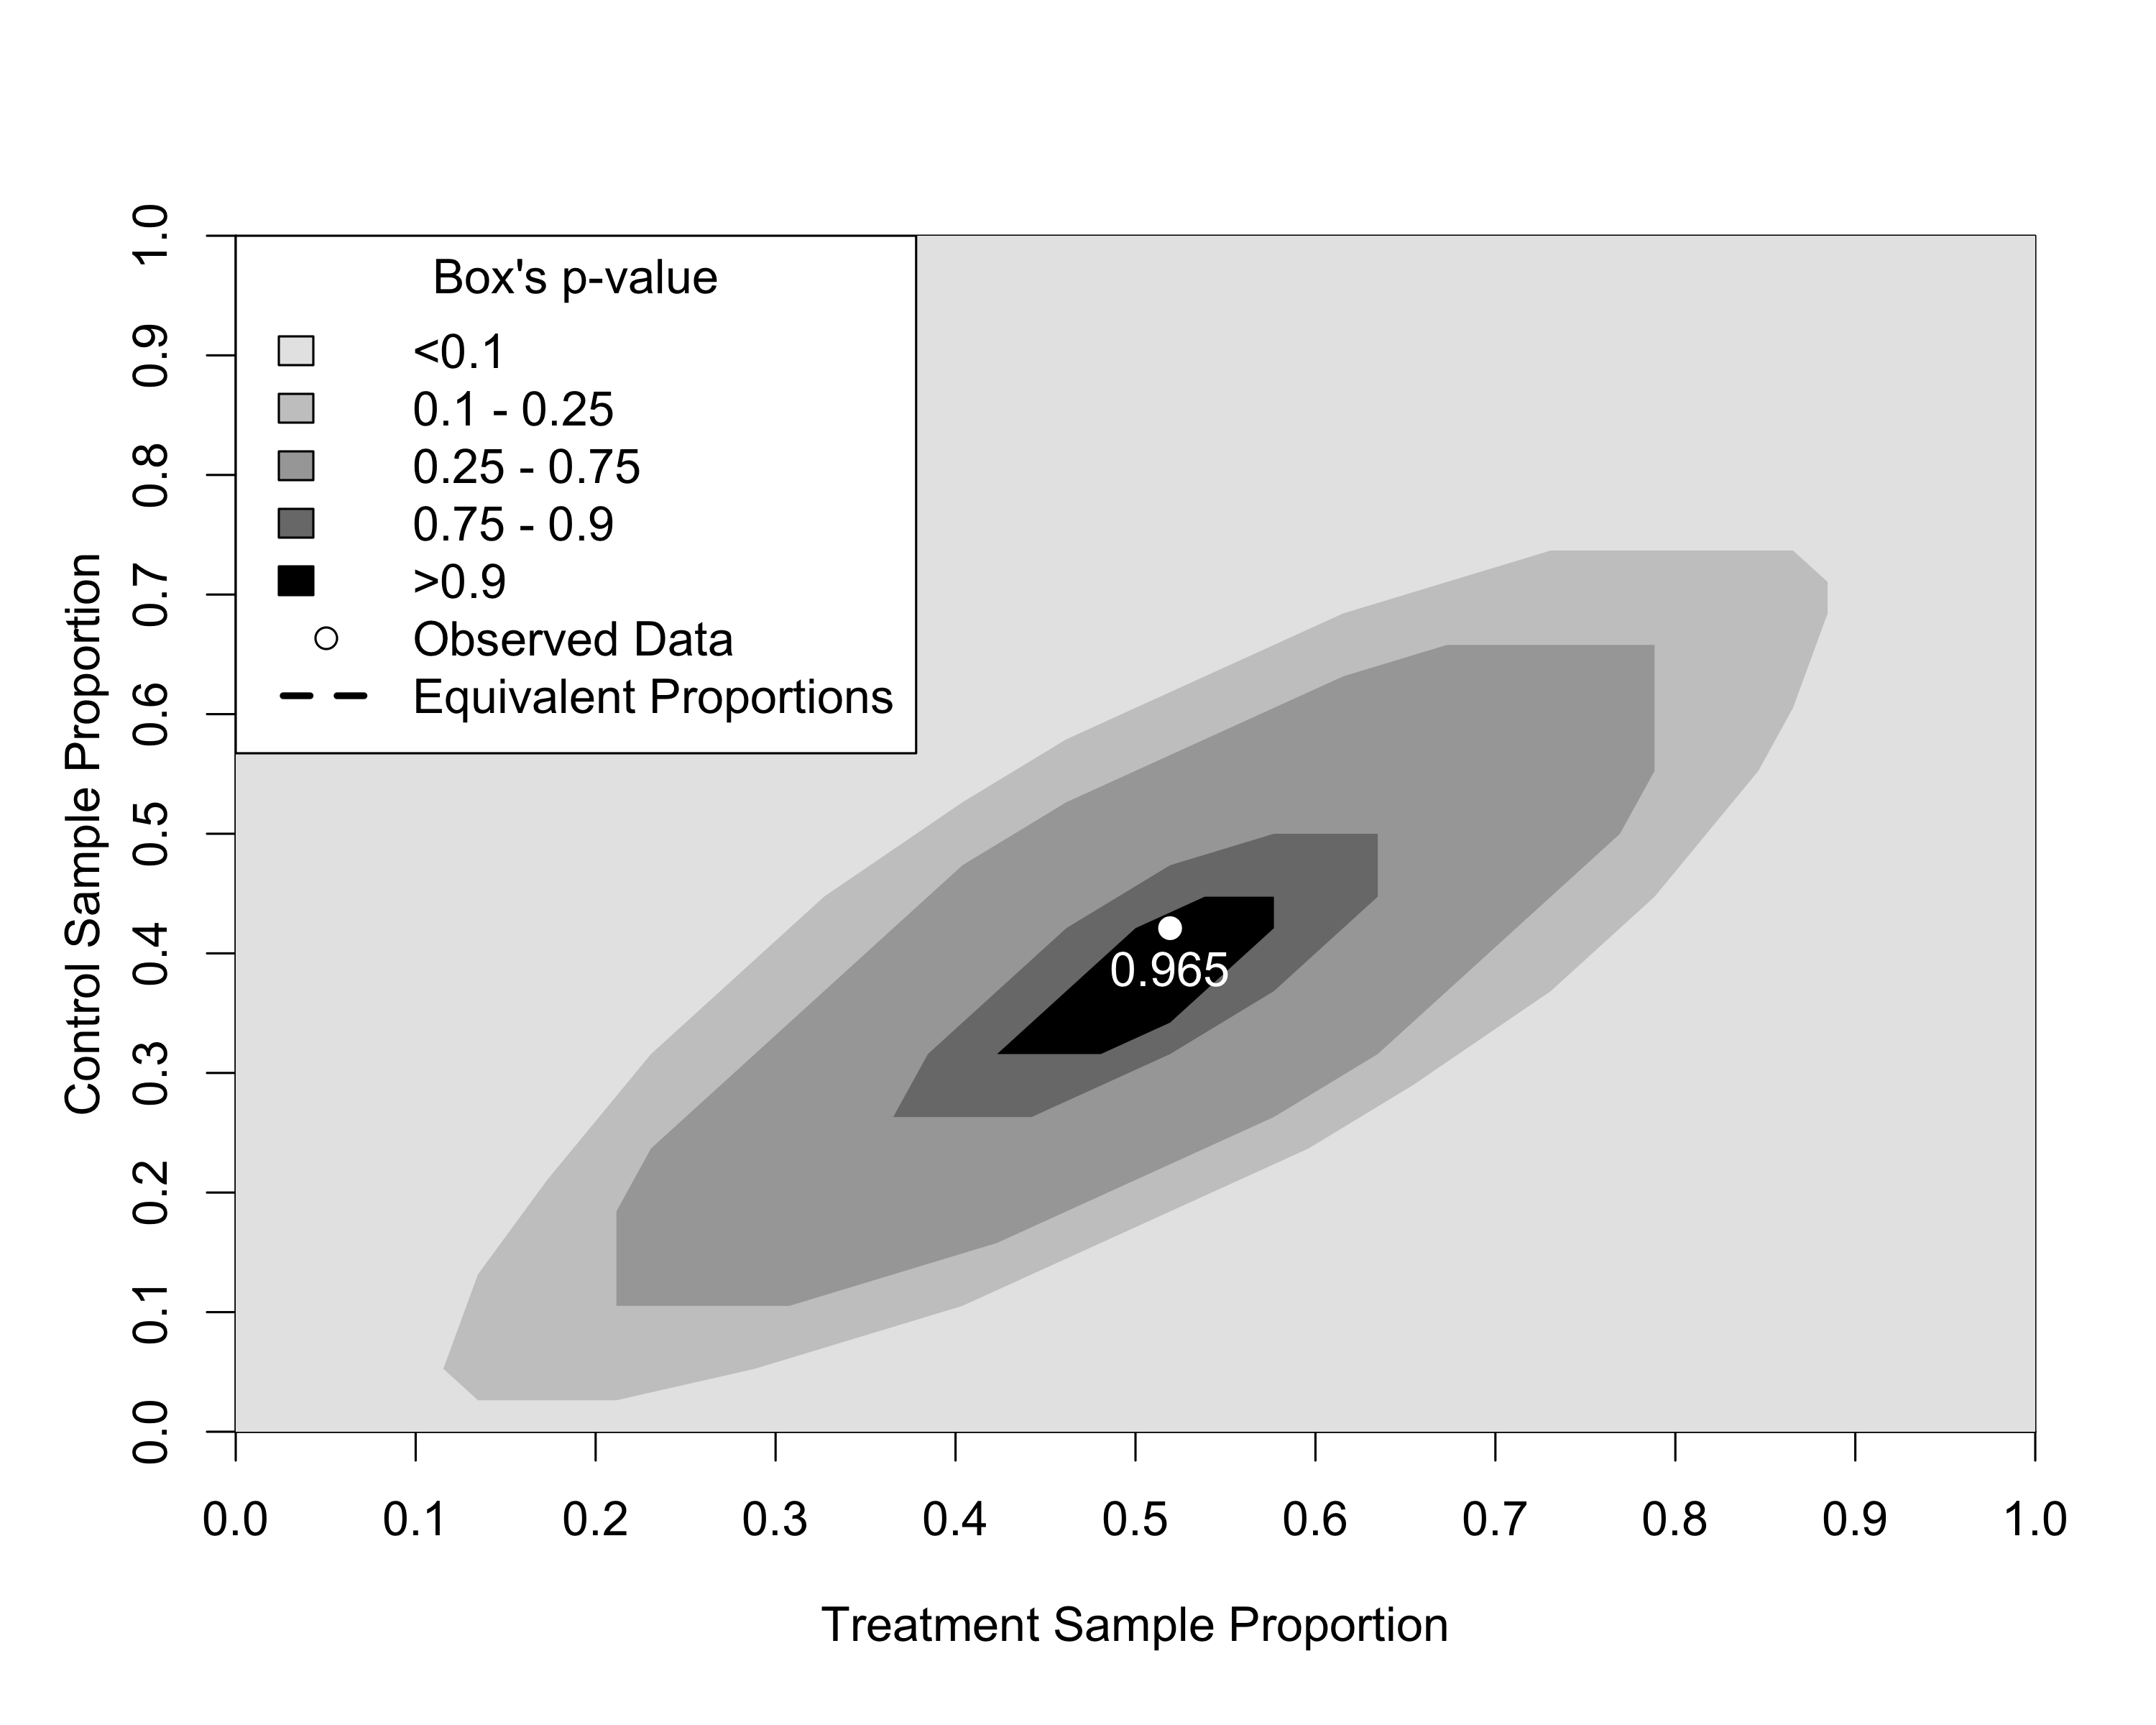 Box's p-value
<0.1
0.1 - 0.25
0.25 - 0.75
0.75 - 0.9
>0.9
Observed Data
Equivalent Proportions
0.965
Control Sample Proportion
0.0 0.1 0.2 0.3 0.4 0.5 0.6 0.7 0.8 0.9 1.0
0.0 0.1 0.2 0.3 0.4 0.5 0.6 0.7 0.8 0.9 1.0
Treatment Sample Proportion